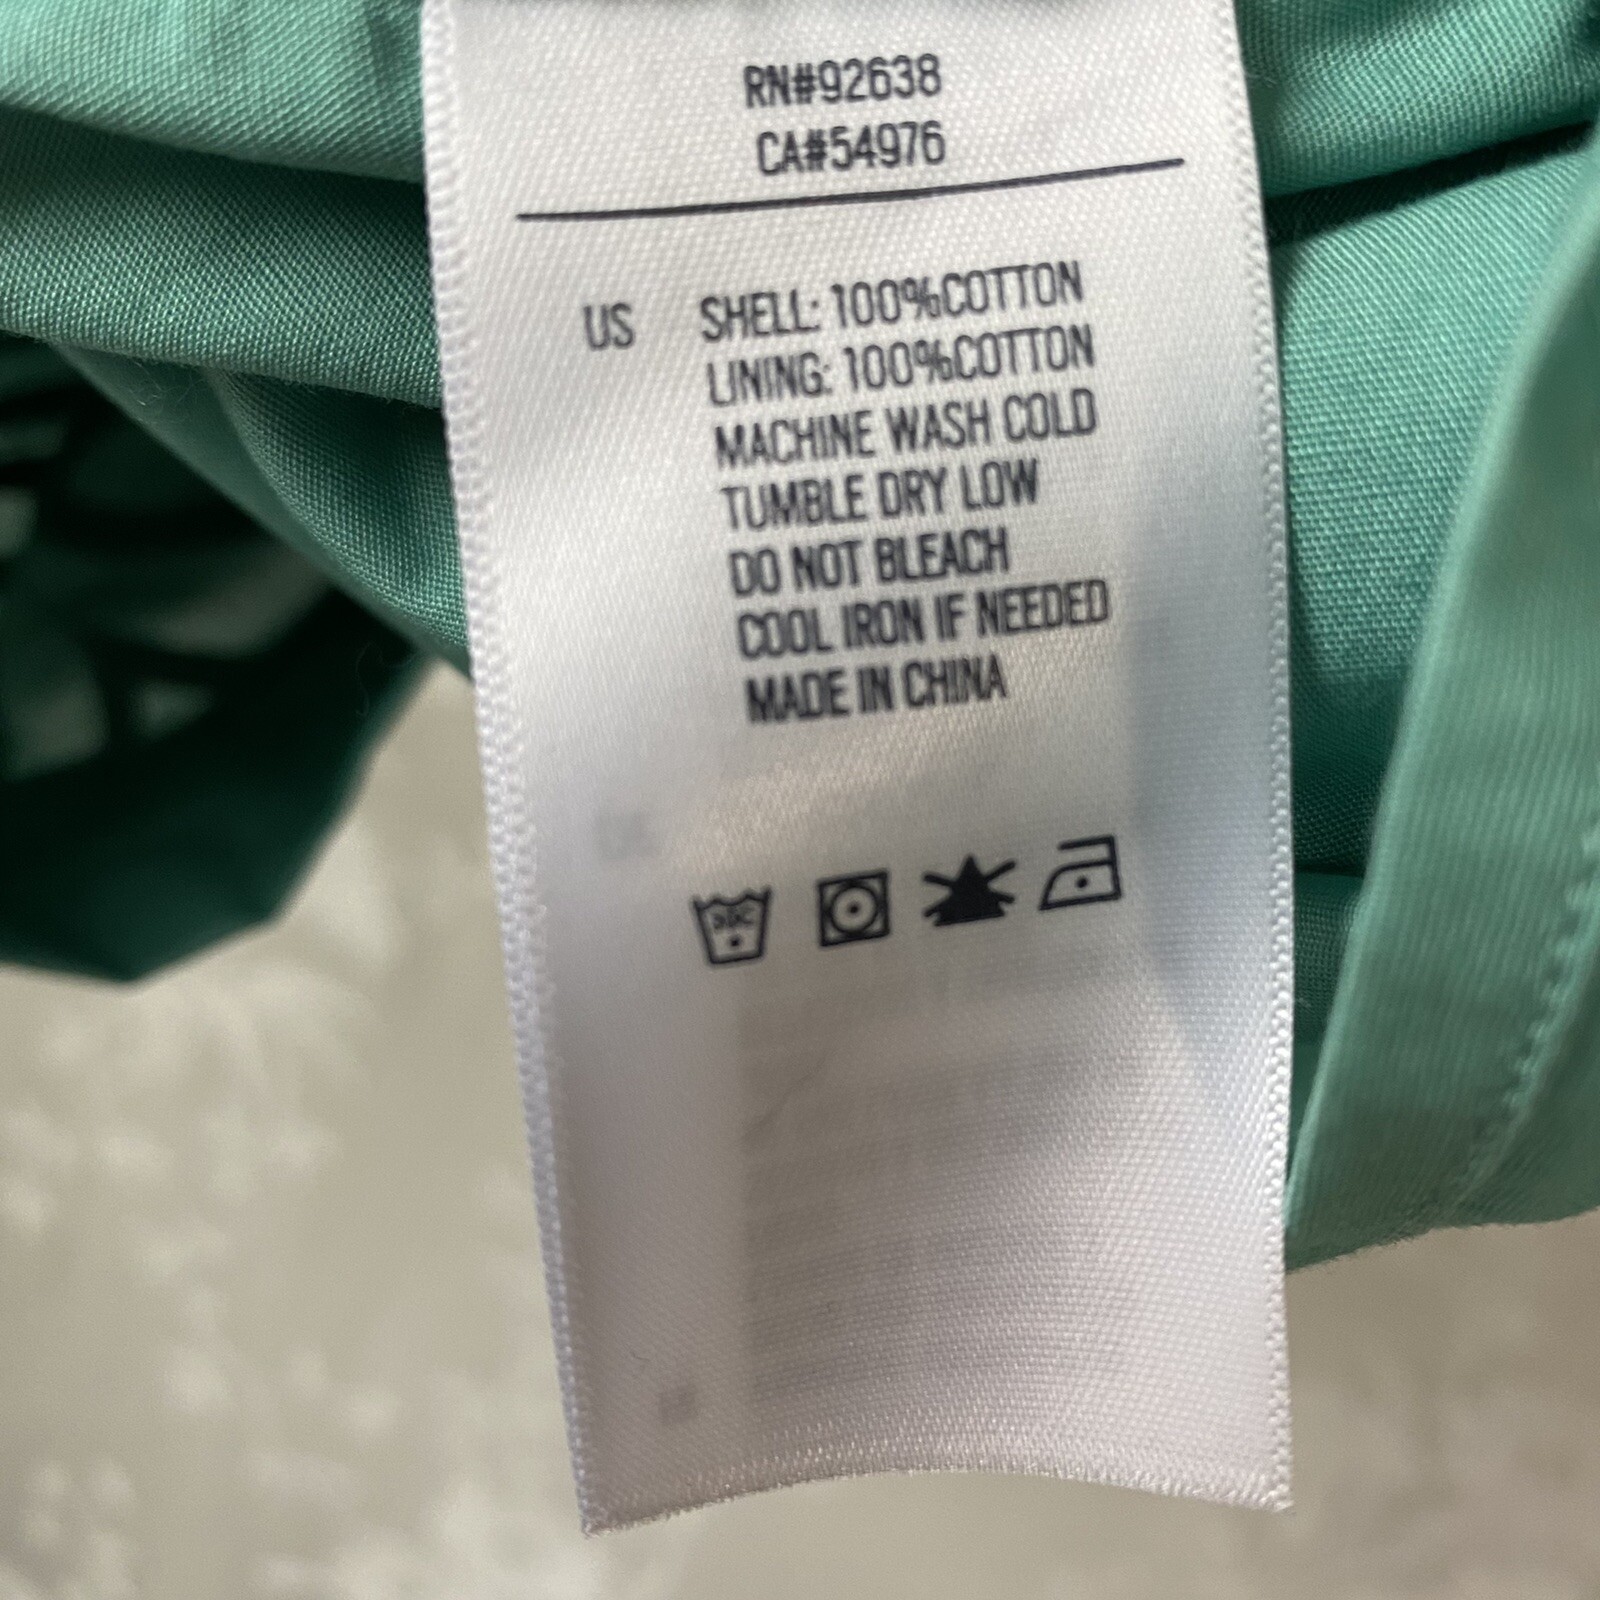 RN#92638
CA#54976
US SHELL: 100%COTTON
LINING: 100%COTTON
MACHINE WASH COLD
TUMBLE DRY LOW
DO NOT BLEACH
COOL IRON IF NEEDED
MADE IN CHINA
30C